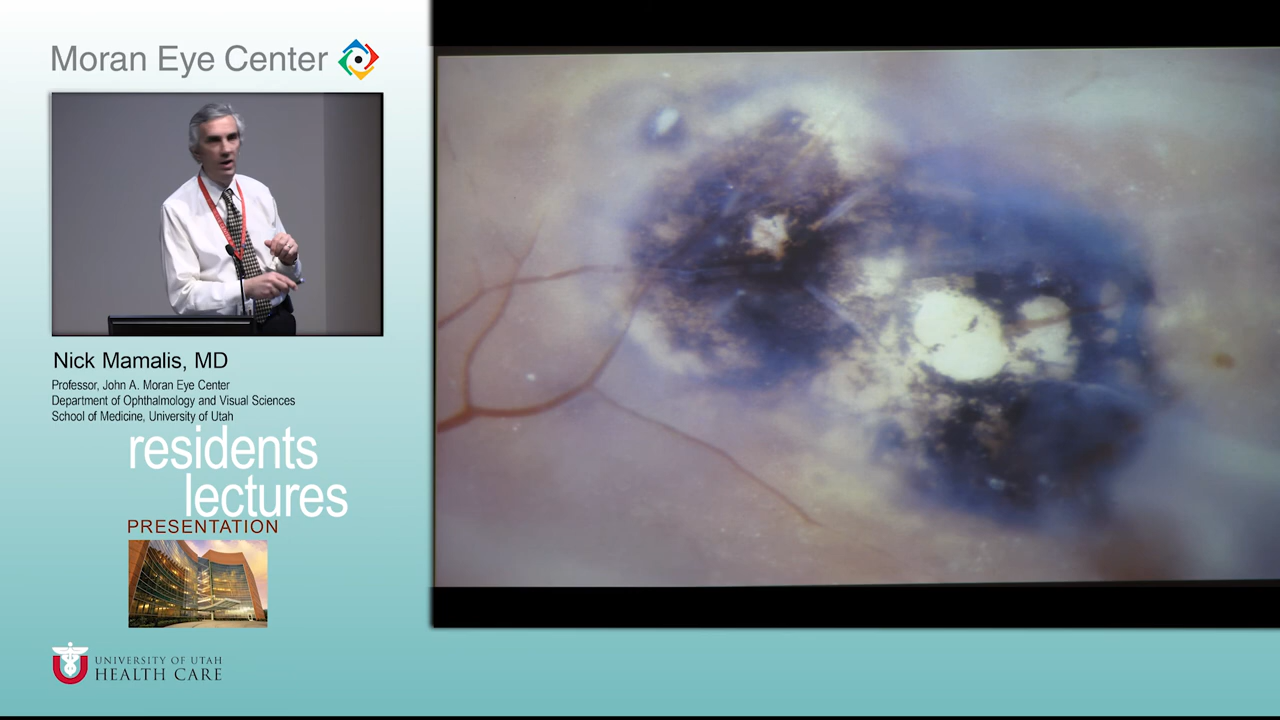 Moran Eye Center
Nick Mamalis, MD
Professor, John A. Moran Eye Center
Department of Ophthalmology and Visual Sciences
School of Medicine, University of Utah
residents
lectures
PRESENTATION
UNIVERSITY OF UTAH
HEALTH CARE